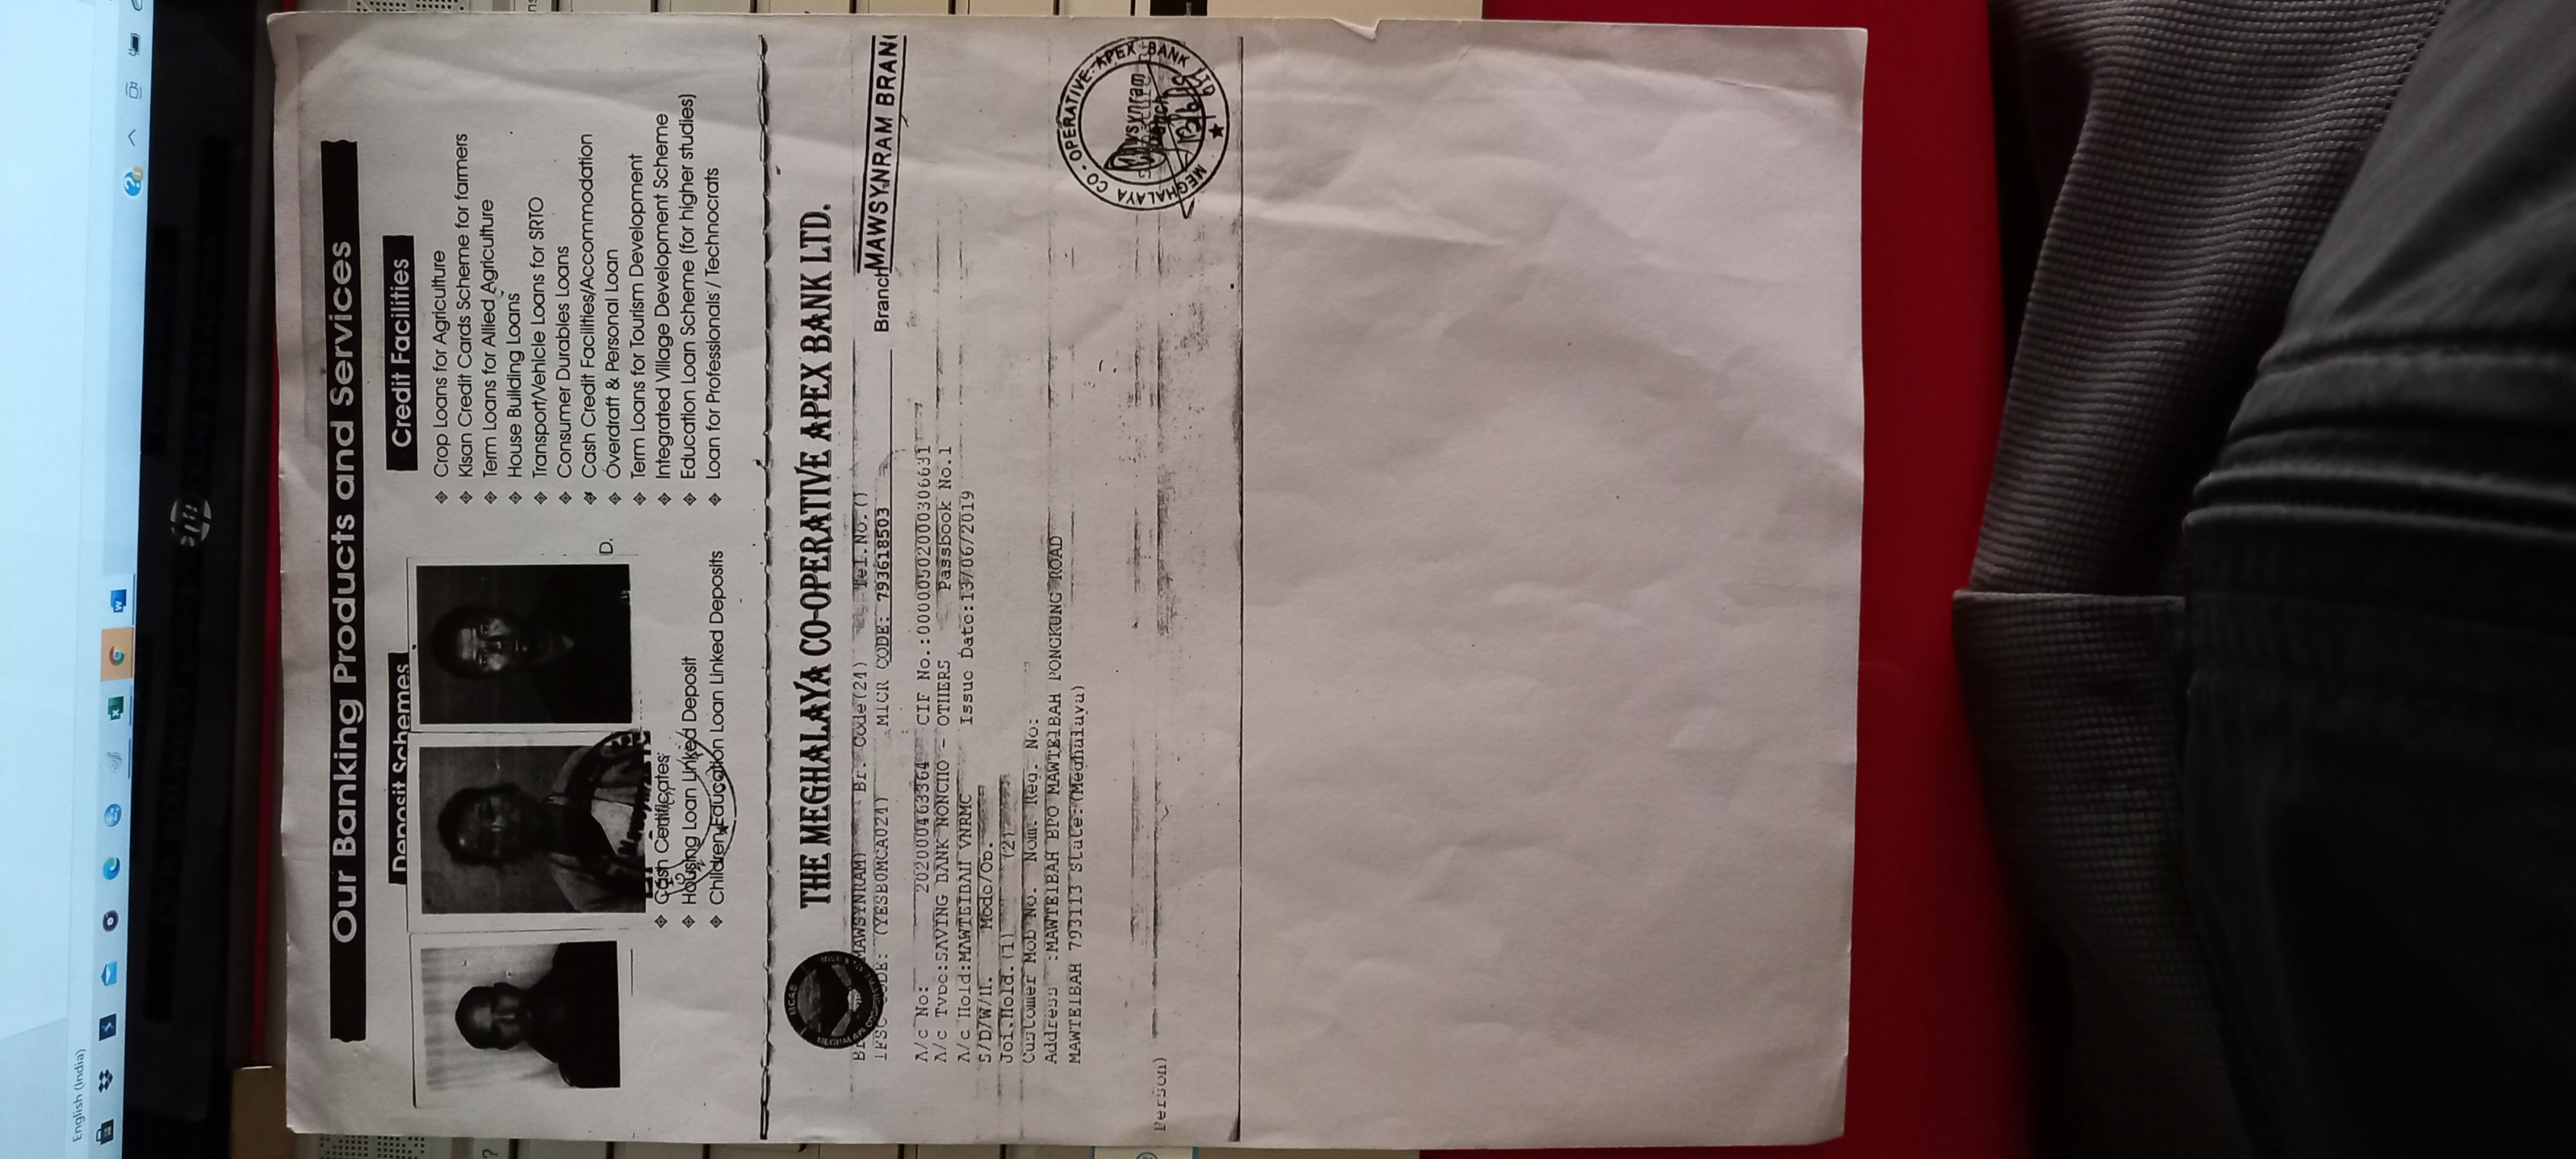 English (India)
Our Banking Products and Services
Deposit Schemes
Cash Certificates
Housing Loan Linked Deposit
Children Education Loan Linked Deposits
D.
Credit Facilities
Crop Loans for Agriculture
Kisan Credit Cards Scheme for farmers
Term Loans for Allied Agriculture
House Building Loans
Transport/Vehicle Loans for SRTO
Consumer Durables Loans
Cash Credit Facilities/Accommodation
Overdraft & Personal Loan
Term Loans for Tourism Development
Integrated Village Development Scheme
Education Loan Scheme (for higher studies)
Loan for Professionals / Technocrats
THE MEGHALAYA CO-OPERATIVE APEX BANK LTD.
Branch MAWSYNRAM BRAN
MAWSYNRAM) Br. Code(21) Tel.No.()
IFSC CODE: (YESB0MCA021) MICR CODE: 793618503
A/c No: 202000463364 CIF No.:00000502000306631
A/c Type:SAVING BANK NONCHQ - OTHERS Passbook No.1
A/c Hold:MAWTEIBAH VNRMC Issue Date:13/06/2019
S/D/W/H. Mode/Op.
Joi.Hold.(1) (2)
Customer Mob No. Nom. Reg. No:
Address :MAWTEIBAH BPO MAWTEIBAH PONGKUNG ROAD
MAWTEIBAH 793113 State:(Meghalaya)
Person)
MEGHALAYA CO-OPERATIVE APEX BANK LTD
Mawsynram
Branch